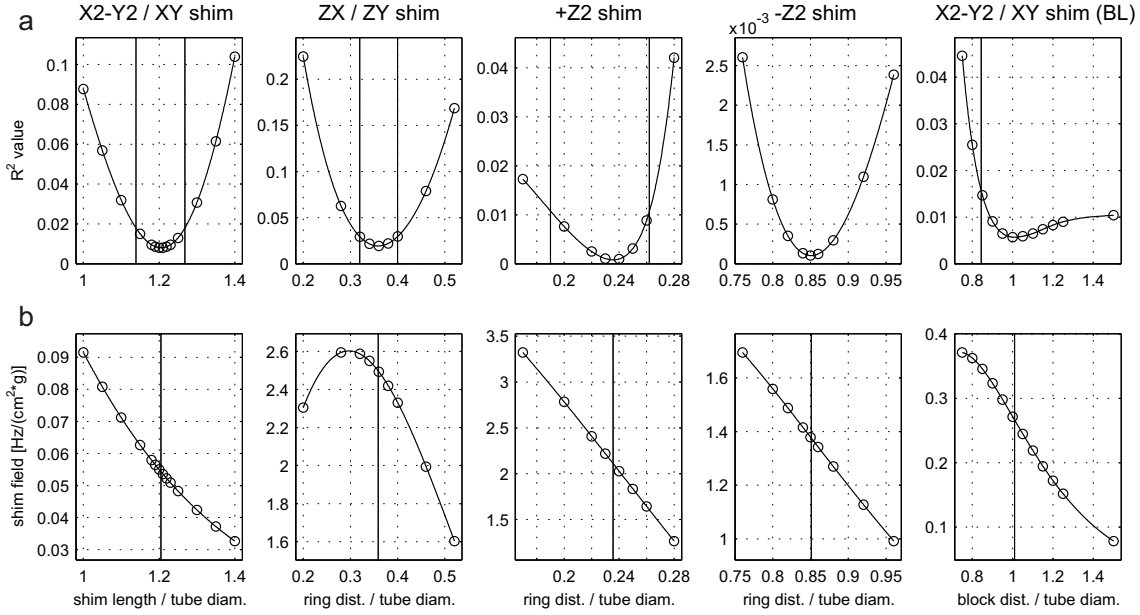 a
X2-Y2 / XY shim
ZX / ZY shim
+Z2 shim
-Z2 shim
X2-Y2 / XY shim (BL)
x10-3
R2 value
0.1
0.08
0.06
0.04
0.02
0
1 1.2 1.4
0.2
0.15
0.1
0.05
0
0.2 0.3 0.4 0.5
0.04
0.03
0.02
0.01
0
0.2 0.24 0.28
2.5
2
1.5
1
0.5
0
0.75 0.8 0.85 0.9 0.95
0.04
0.03
0.02
0.01
0
0.8 1 1.2 1.4
b
shim field [Hz/(cm2*g)]
0.09
0.08
0.07
0.06
0.05
0.04
0.03
1 1.2 1.4
shim length / tube diam.
2.6
2.4
2.2
2
1.8
1.6
0.2 0.3 0.4 0.5
ring dist. / tube diam.
3.5
3
2.5
2
1.5
0.2 0.24 0.28
ring dist. / tube diam.
1.6
1.4
1.2
1
0.75 0.8 0.85 0.9 0.95
ring dist. / tube diam.
0.4
0.3
0.2
0.1
0.8 1 1.2 1.4
block dist. / tube diam.